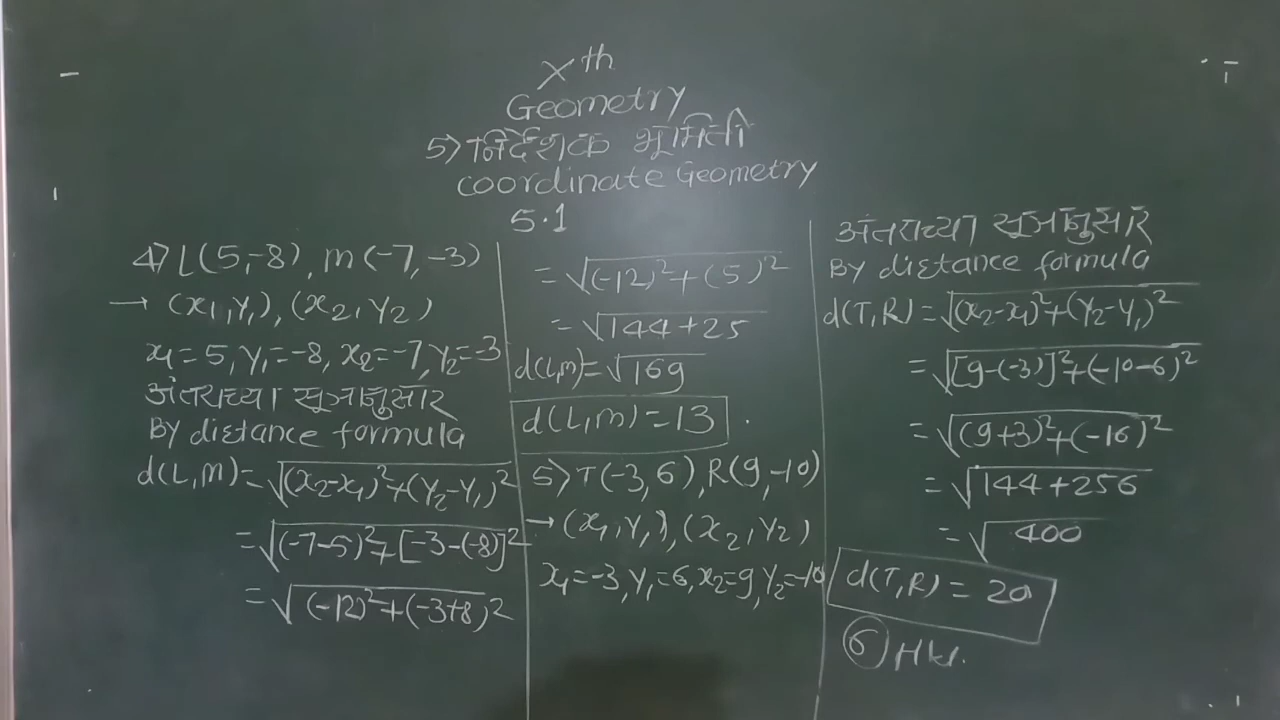 Xth
Geometry
5) निर्देशक भूमिती
coordinate Geometry
5.1
4) L(5,-8), m(-7,-3)
→ (x₁,y₁), (x₂,y₂)
x₁=5, y₁=-8, x₂=-7, y₂=-3
अंतराच्या सूत्रानुसार
By distance formula
d(L,m)=√(x₂-x₁)²+(y₂-y₁)²
=√(-7-5)²+[-3-(-8)]²
=√(-12)²+(-3+8)²
=√(-12)²+(5)²
=√144+25
d(L,m)=√169
d(L,m)=13
5) T(-3,6), R(9,-10)
→ (x₁,y₁), (x₂,y₂)
x₁=-3, y₁=6, x₂=9, y₂=-10
अंतराच्या सूत्रानुसार
By distance formula
d(T,R)=√(x₂-x₁)²+(y₂-y₁)²
=√[9-(-3)]²+(-10-6)²
=√(9+3)²+(-16)²
=√144+256
=√400
d(T,R)=20
6 HW.